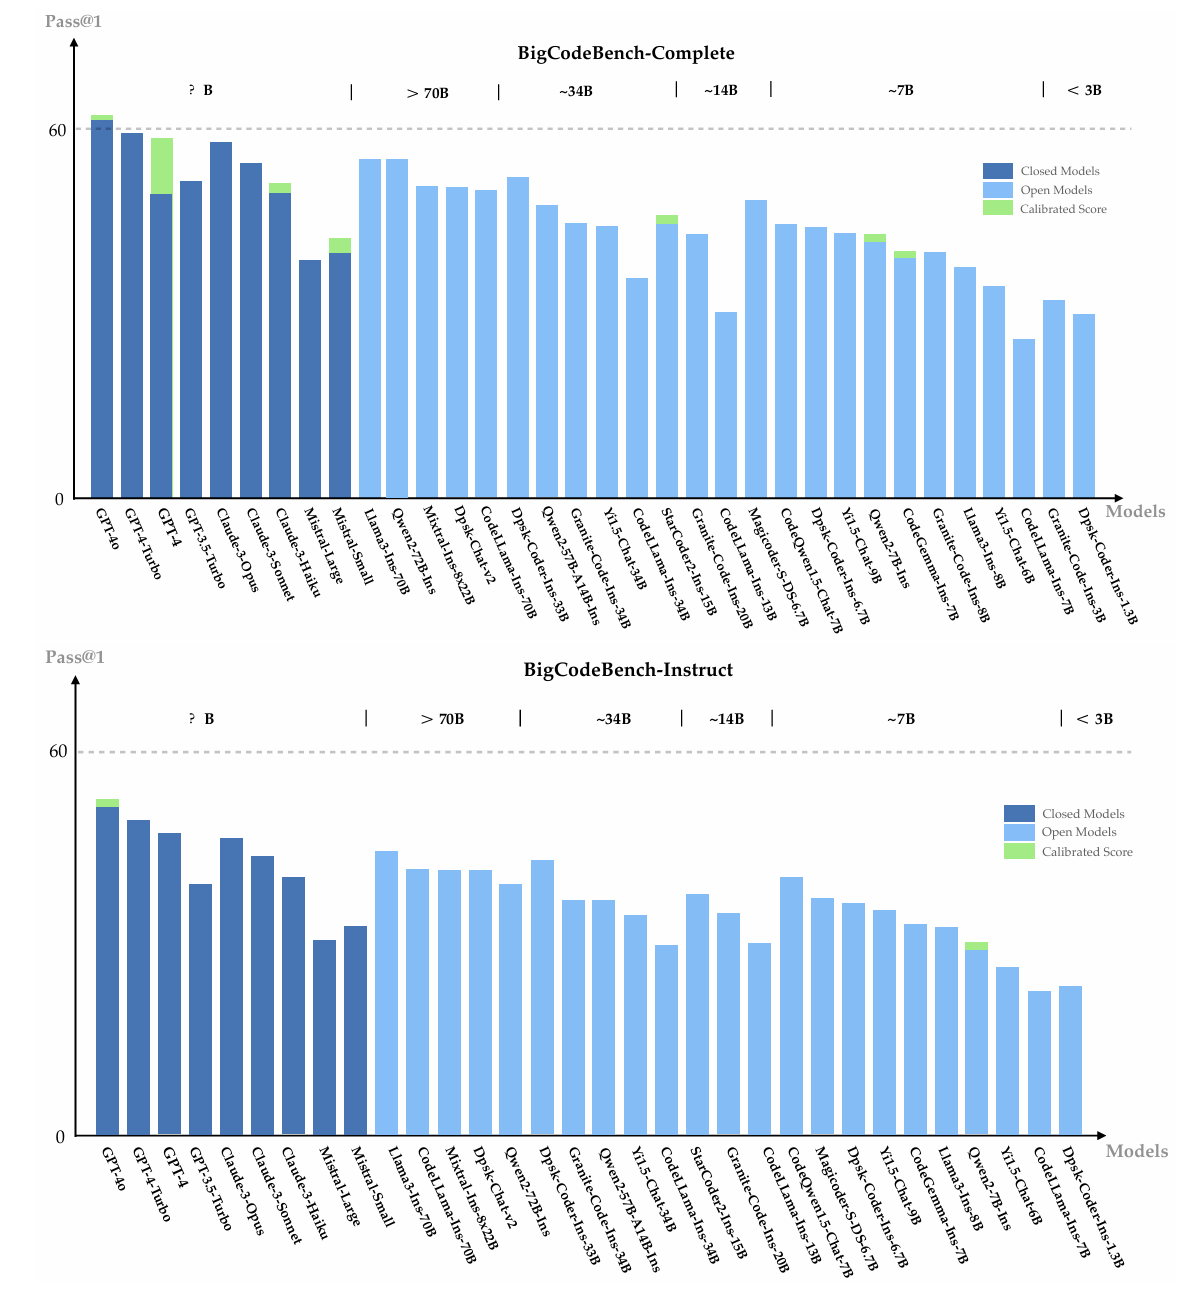 Pass@1
BigCodeBench-Complete
? B
> 70B
~34B
~14B
~7B
< 3B
60
Closed Models
Open Models
Calibrated Score
0
Models
GPT-4o
GPT-4-Turbo
GPT-4
GPT-3.5-Turbo
Claude-3-Opus
Claude-3-Sonnet
Claude-3-Haiku
Mistral-Large
Mistral-Small
Llama3-Ins-70B
Qwen2-72B-Ins
Mixtral-Ins-8x22B
Dpsk-Chat-v2
CodeLLama-Ins-70B
Dpsk-Coder-Ins-33B
Qwen2-57B-A14B-Ins
Granite-Code-Ins-34B
Yi1.5-Chat-34B
CodeLLama-Ins-34B
StarCoder2-Ins-15B
Granite-Code-Ins-20B
CodeLLama-Ins-13B
Magicoder-S-DS-6.7B
CodeQwen1.5-Chat-7B
Dpsk-Coder-Ins-6.7B
Yi1.5-Chat-9B
Qwen2-7B-Ins
CodeGemma-Ins-7B
Granite-Code-Ins-8B
Llama3-Ins-8B
Yi1.5-Chat-6B
CodeLLama-Ins-7B
Granite-Code-Ins-3B
Dpsk-Coder-Ins-1.3B
Pass@1
BigCodeBench-Instruct
? B
> 70B
~34B
~14B
~7B
< 3B
60
Closed Models
Open Models
Calibrated Score
0
Models
GPT-4o
GPT-4-Turbo
GPT-4
GPT-3.5-Turbo
Claude-3-Opus
Claude-3-Sonnet
Claude-3-Haiku
Mistral-Large
Mistral-Small
Llama3-Ins-70B
CodeLLama-Ins-70B
Mixtral-Ins-8x22B
Dpsk-Chat-v2
Qwen2-72B-Ins
Dpsk-Coder-Ins-33B
Granite-Code-Ins-34B
Qwen2-57B-A14B-Ins
Yi1.5-Chat-34B
CodeLLama-Ins-34B
StarCoder2-Ins-15B
Granite-Code-Ins-20B
CodeLLama-Ins-13B
CodeQwen1.5-Chat-7B
Magicoder-S-DS-6.7B
Dpsk-Coder-Ins-6.7B
Yi1.5-Chat-9B
CodeGemma-Ins-7B
Llama3-Ins-8B
Qwen2-7B-Ins
Yi1.5-Chat-6B
CodeLLama-Ins-7B
Dpsk-Coder-Ins-1.3B